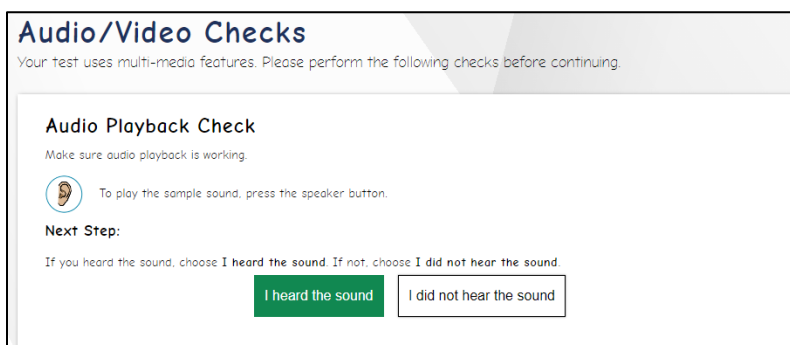 Audio/Video Checks
Your test uses multi-media features. Please perform the following checks before continuing.
Audio Playback Check
Make sure audio playback is working.
To play the sample sound, press the speaker button.
Next Step:
If you heard the sound, choose I heard the sound. If not, choose I did not hear the sound.
I heard the sound
I did not hear the sound